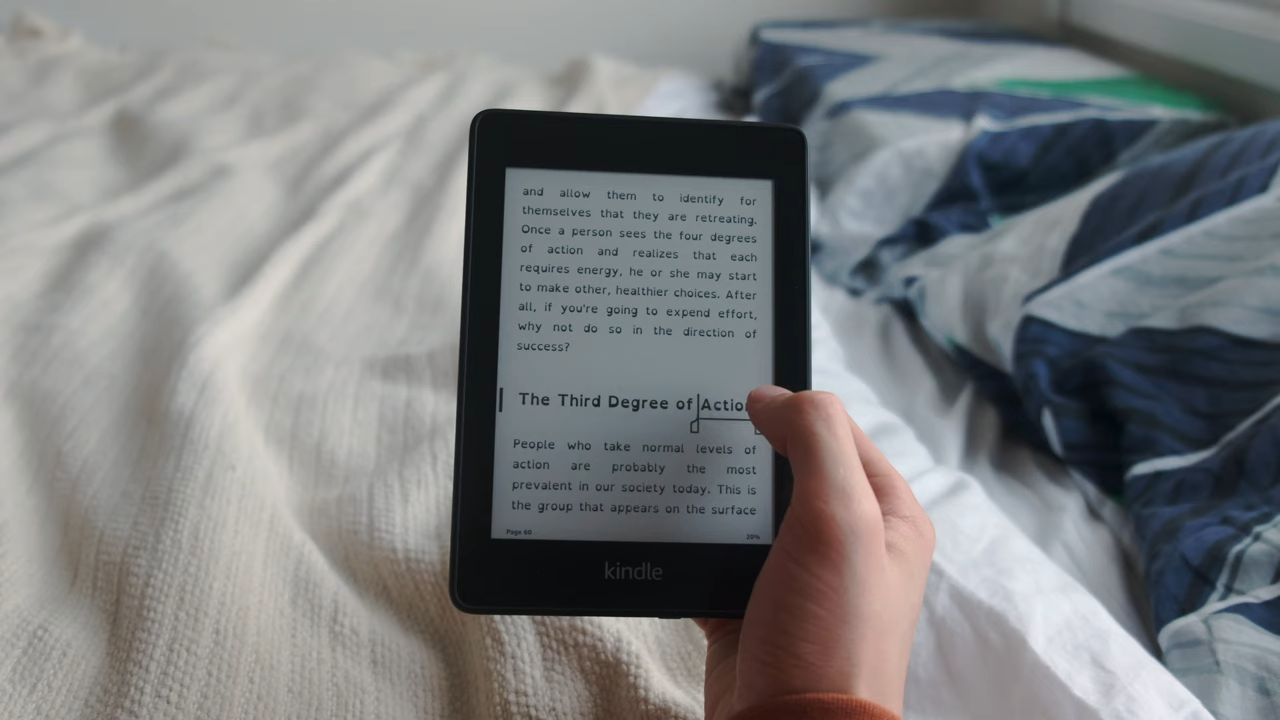 and allow them to identify for
themselves that they are retreating.
Once a person sees the four degrees
of action and realizes that each
requires energy, he or she may start
to make other, healthier choices. After
all, if you're going to expend effort,
why not do so in the direction of
success?
The Third Degree of Actio
People who take normal levels of
action are probably the most
prevalent in our society today. This is
the group that appears on the surface
Page 60 20%
kindle